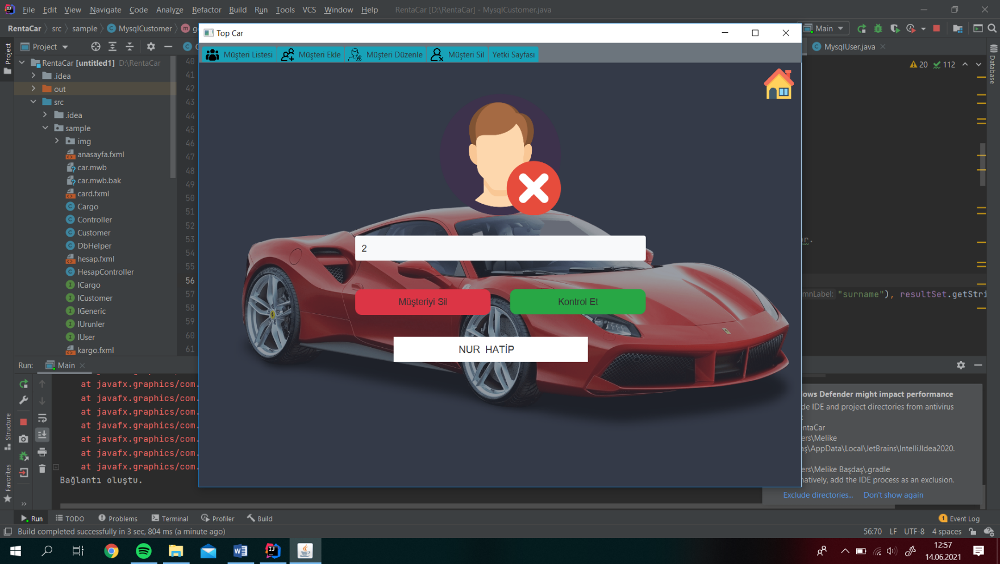 File Edit View Navigate Code Analyze Refactor Build Run Tools VCS Window Help RentaCar [D:\RentaCar] - MysqlCustomer.java
RentaCar src sample MysqlCustomer
Main
Top Car
Project
MysqlUser.java
Müşteri Listesi Müşteri Ekle Müşteri Düzenle Müşteri Sil Yetki Sayfası
20 112
RentaCar [untitled1] D:\RentaCar
.idea
out
src
.idea
sample
img
anasayfa.fxml
car.mwb
car.mwb.bak
card.fxml
Cargo
Controller
Customer
DbHelper
hesap.fxml
HesapController
ICargo
ICustomer
IGeneric
IUrunler
IUser
kargo.fxml
40
41
42
43
44
45
46
47
48
49
50
51
52
53
54
55
56
57
58
59
60
61
2
Müşteriyi Sil Kontrol Et
NUR HATİP
"surname"), resultSet.getStri
Project
Structure
Favorites
Database
Run: Main
at javafx.graphics/com.
at javafx.graphics/com.
at javafx.graphics/com.
at javafx.graphics/com.
at javafx.graphics/com.
at javafx.graphics/com.
at javafx.graphics/com.
Bağlantı oluştu.
ows Defender might impact performance
de IDE and project directories from antivirus
:
entaCar
ers\Melike
aş\AppData\Local\JetBrains\IntelliJIdea2020.
ers\Melike Başdaş\.gradle
natively, add the IDE process as an exclusion.
Exclude directories... Don't show again
Run TODO Problems Terminal Profiler Build
1 Event Log
Build completed successfully in 3 sec, 804 ms (a minute ago)
56:70 LF UTF-8 4 spaces
12:57
14.06.2021